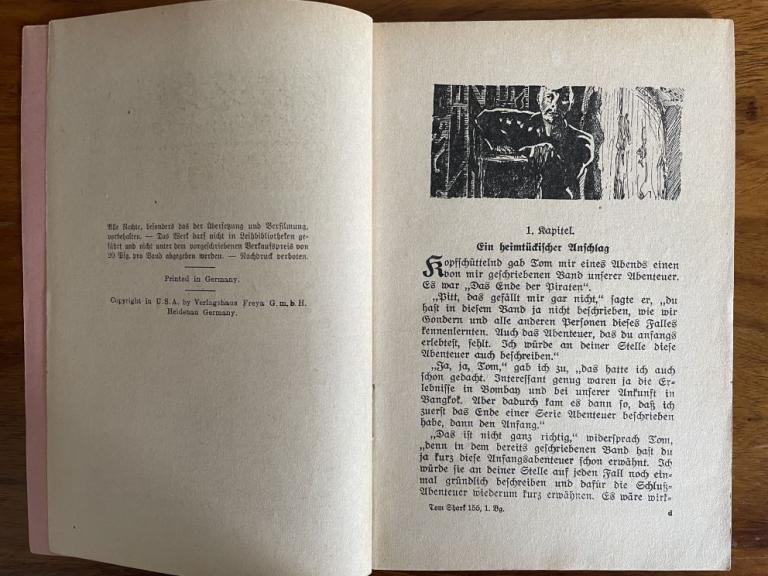 Alle Rechte, besonders das der Übersetzung und Verfilmung,
vorbehalten. — Das Werk darf nicht in Leihbibliotheken ge-
führt und nicht unter dem vorgeschriebenen Verkaufspreis von
20 Pfg. pro Band abgegeben werden. — Nachdruck verboten.
Printed in Germany.
Copyright in U.S.A. by Verlagshaus Freya G. m. b. H.
Heidenau Germany.
1. Kapitel.
Ein heimtückischer Anschlag
Kopfschüttelnd gab Tom mir eines Abends einen
von mir geschriebenen Band unserer Abenteuer.
Es war „Das Ende der Piraten“.
„Pitt, das gefällt mir gar nicht,“ sagte er, „du
hast in diesem Band ja nicht beschrieben, wie wir
Gondern und alle anderen Personen dieses Falles
kennenlernten. Auch das Abenteuer, das du anfangs
erlebtest, fehlt. Ich würde an deiner Stelle diese
Abenteuer auch beschreiben.“
„Ja, ja, Tom,“ gab ich zu, „das hatte ich auch
schon gedacht. Interessant genug waren ja die Er-
lebnisse in Bombay und bei unserer Ankunft in
Bangkok. Aber dadurch kam es dann so, daß ich
zuerst das Ende einer Serie Abenteuer beschrieben
habe, dann den Anfang.“
„Das ist nicht ganz richtig,“ widersprach Tom,
„denn in dem bereits geschriebenen Band hast du
ja kurz diese Anfangsabenteuer schon erwähnt. Ich
würde sie an deiner Stelle auf jeden Fall noch ein-
mal gründlich beschreiben und dafür die Schluß-
Abenteuer wiederum kurz erwähnen. Es wäre wirk-
Tom Shark 156, 1. Bg.
d